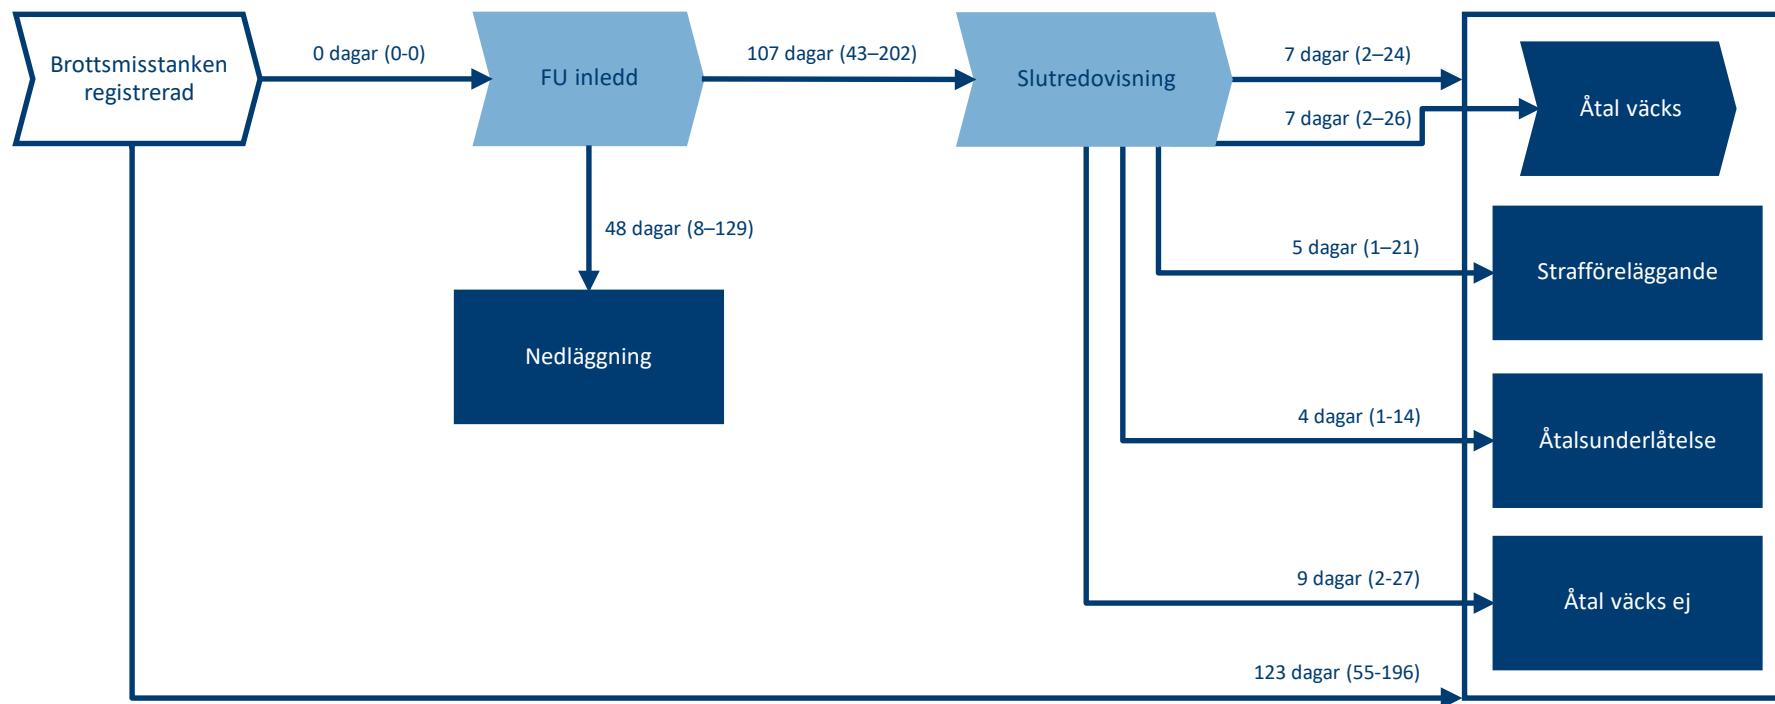 Brottsmisstanken
registrerad
0 dagar (0-0)
FU inledd
107 dagar (43–202)
Slutredovisning
7 dagar (2–24)
7 dagar (2–26)
Åtal väcks
48 dagar (8–129)
5 dagar (1–21)
Strafföreläggande
Nedläggning
4 dagar (1-14)
Åtalsunderlåtelse
9 dagar (2-27)
Åtal väcks ej
123 dagar (55-196)